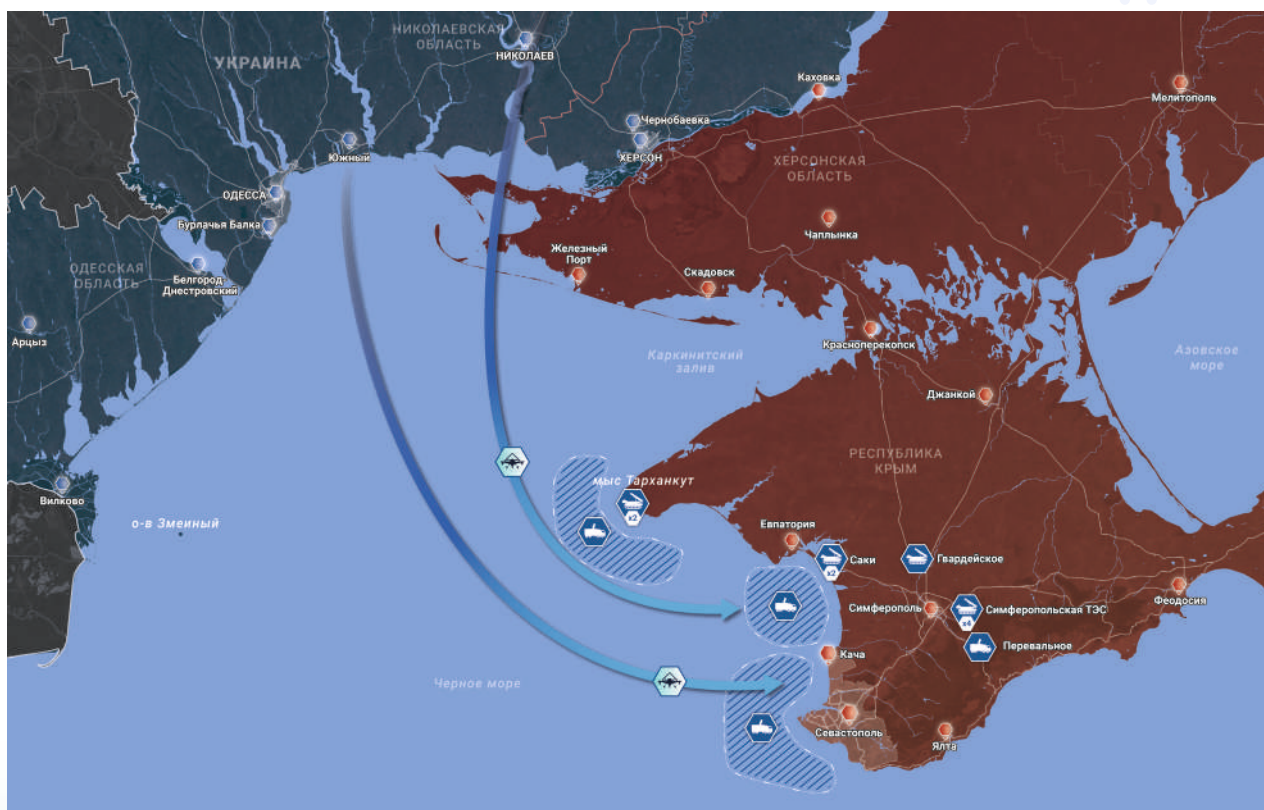 НИКОЛАЕВСКАЯ
ОБЛАСТЬ
НИКОЛАЕВ
УКРАИНА
Каховка
Мелитополь
Чернобаевка
ХЕРСОН
Южный
ХЕРСОНСКАЯ
ОБЛАСТЬ
ОДЕССА
Бурлачья Балка
Чаплынка
Железный
Порт
ОДЕССКАЯ
ОБЛАСТЬ
Белгород
Днестровский
Скадовск
Арцыз
Красноперекопск
Каркинитский
залив
Азовское
море
Джанкой
РЕСПУБЛИКА
КРЫМ
мыс Тарханкут
Вилково
x2
о-в Змеиный
Евпатория
Саки
x2
Гвардейское
Феодосия
Симферополь
Симферопольская ТЭС
x4
Перевальное
Кача
Черное море
Севастополь
Ялта